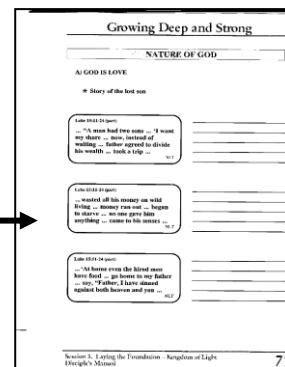 Growing Deep and Strong
NATURE OF GOD
A) GOD IS LOVE
★ Story of the lost son
Luke 15:11-24 (part)
... "A man had two sons ... 'I want
my share ... now, instead of
waiting ... father agreed to divide
his wealth ... took a trip ...
NLT
Luke 15:11-24 (part)
...wasted all his money on wild
living ... money ran out ... began
to starve ... no one gave him
anything ... came to his senses ...
NLT
Luke 15:11-24 (part)
... 'At home even the hired men
have food ... go home to my father
... say, "Father, I have sinned
against both heaven and you ...
NLT
Session 5. Laying the Foundation - Kingdom of Light
Disciple's Manual
7